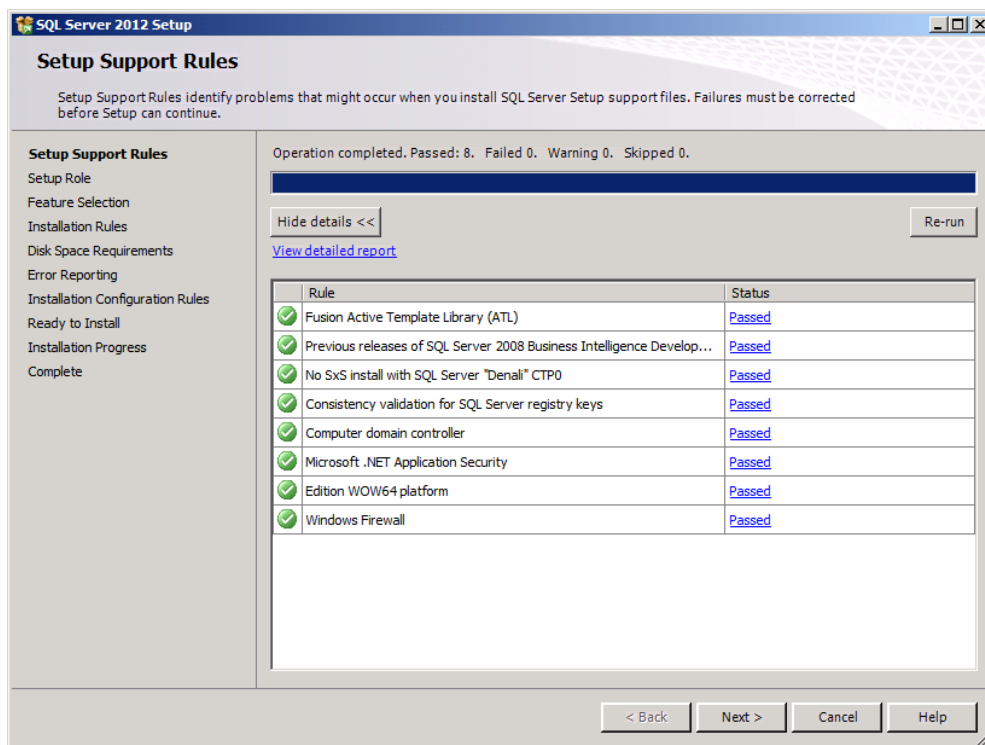 SQL Server 2012 Setup
Setup Support Rules
Setup Support Rules identify problems that might occur when you install SQL Server Setup support files. Failures must be corrected
before Setup can continue.
Setup Support Rules
Setup Role
Feature Selection
Installation Rules
Disk Space Requirements
Error Reporting
Installation Configuration Rules
Ready to Install
Installation Progress
Complete
Operation completed. Passed: 8. Failed 0. Warning 0. Skipped 0.
Hide details <<
Re-run
View detailed report
Rule Status
Fusion Active Template Library (ATL) Passed
Previous releases of SQL Server 2008 Business Intelligence Develop... Passed
No SxS install with SQL Server "Denali" CTP0 Passed
Consistency validation for SQL Server registry keys Passed
Computer domain controller Passed
Microsoft .NET Application Security Passed
Edition WOW64 platform Passed
Windows Firewall Passed
< Back Next > Cancel Help